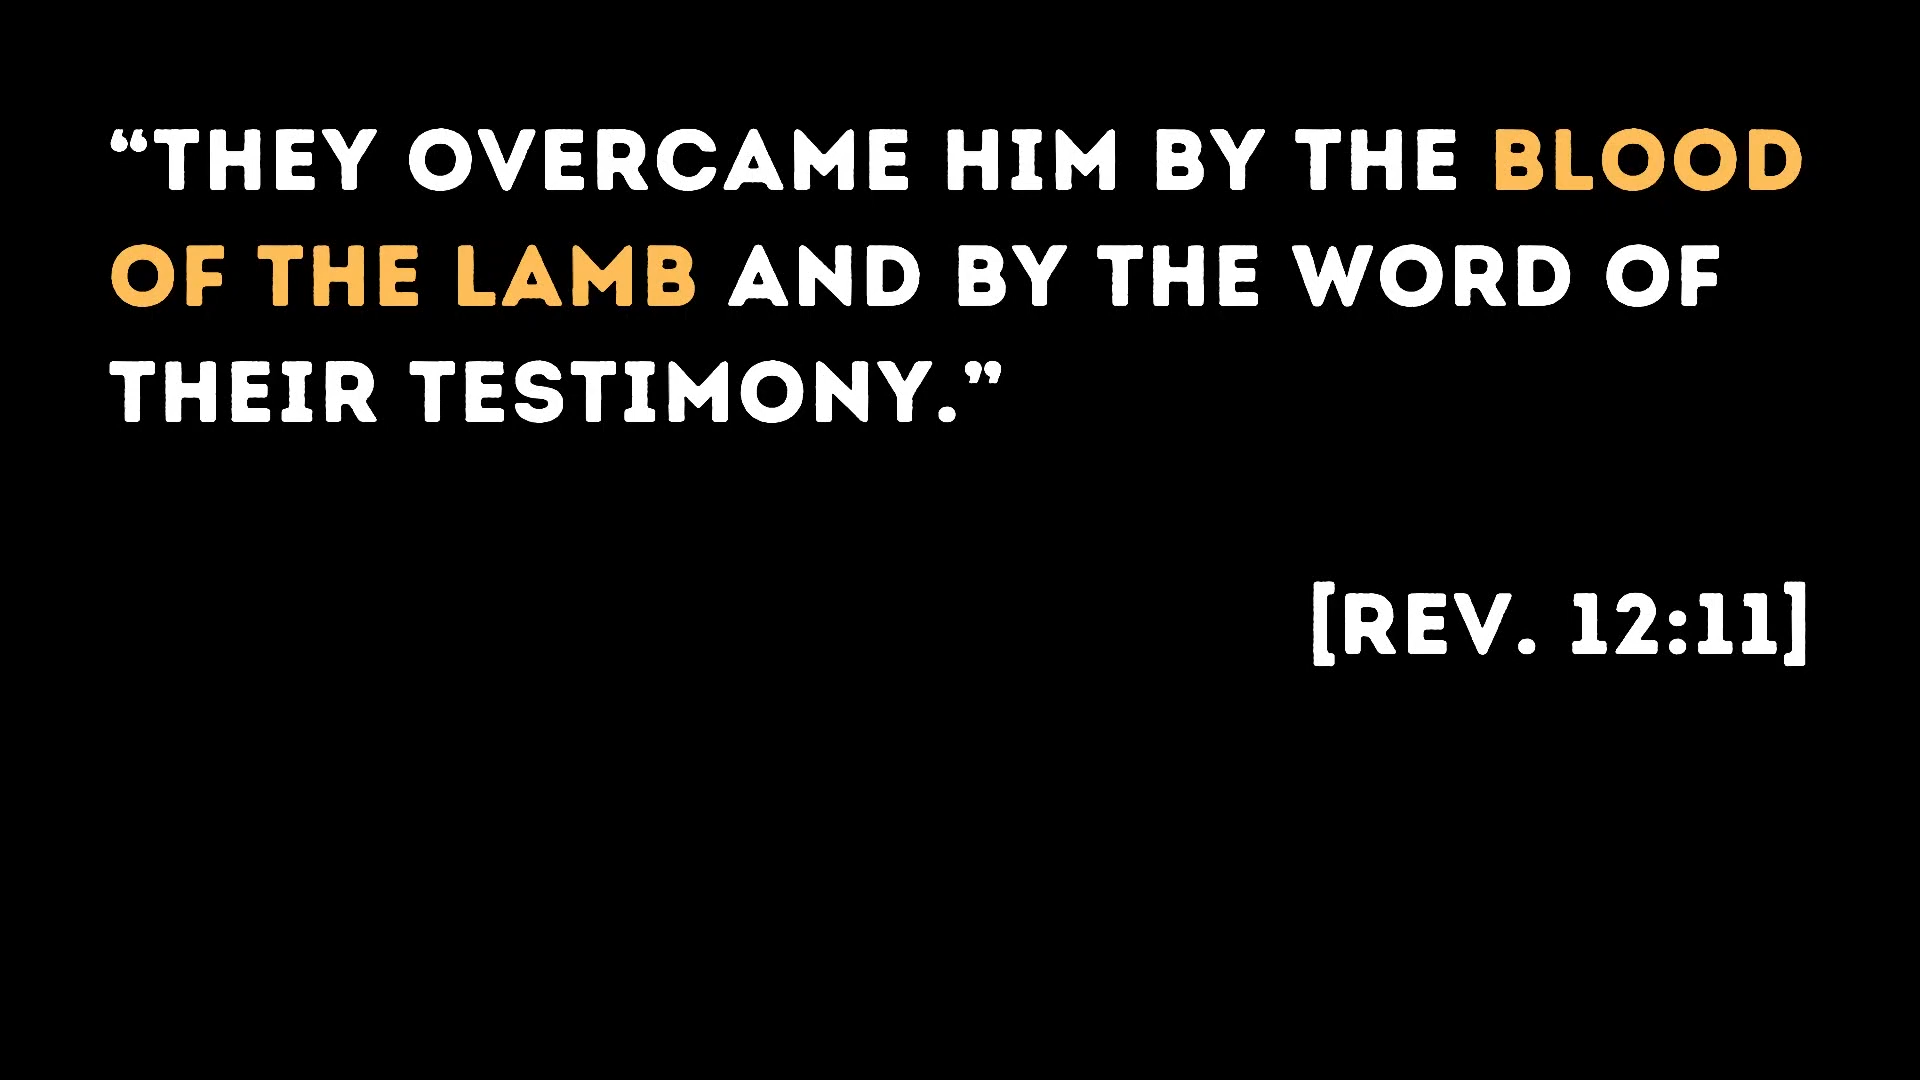 “THEY OVERCAME HIM BY THE BLOOD
OF THE LAMB AND BY THE WORD OF
THEIR TESTIMONY.”
[REV. 12:11]